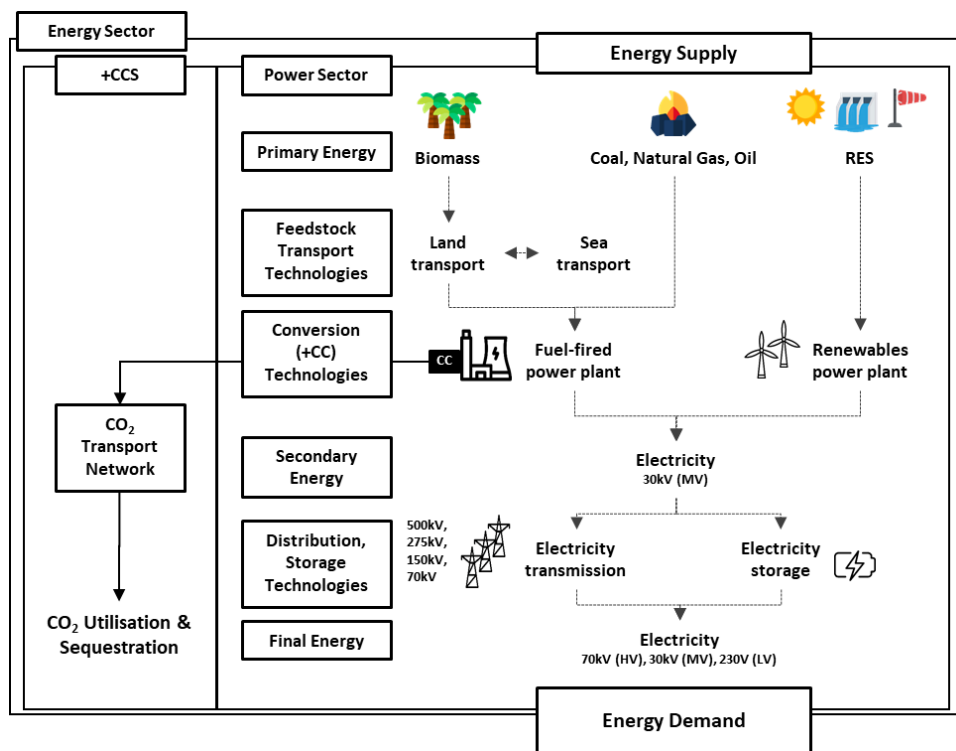 Energy Sector
Energy Supply
+CCS
Power Sector
Primary Energy
Biomass
Coal, Natural Gas, Oil
RES
Feedstock
Transport
Technologies
Land
transport
Sea
transport
Conversion
(+CC)
Technologies
CC
Fuel-fired
power plant
Renewables
power plant
CO₂
Transport
Network
Secondary
Energy
Electricity
30kV (MV)
Distribution,
Storage
Technologies
500kV,
275kV,
150kV,
70kV
Electricity
transmission
Electricity
storage
CO₂ Utilisation &
Sequestration
Final Energy
Electricity
70kV (HV), 30kV (MV), 230V (LV)
Energy Demand